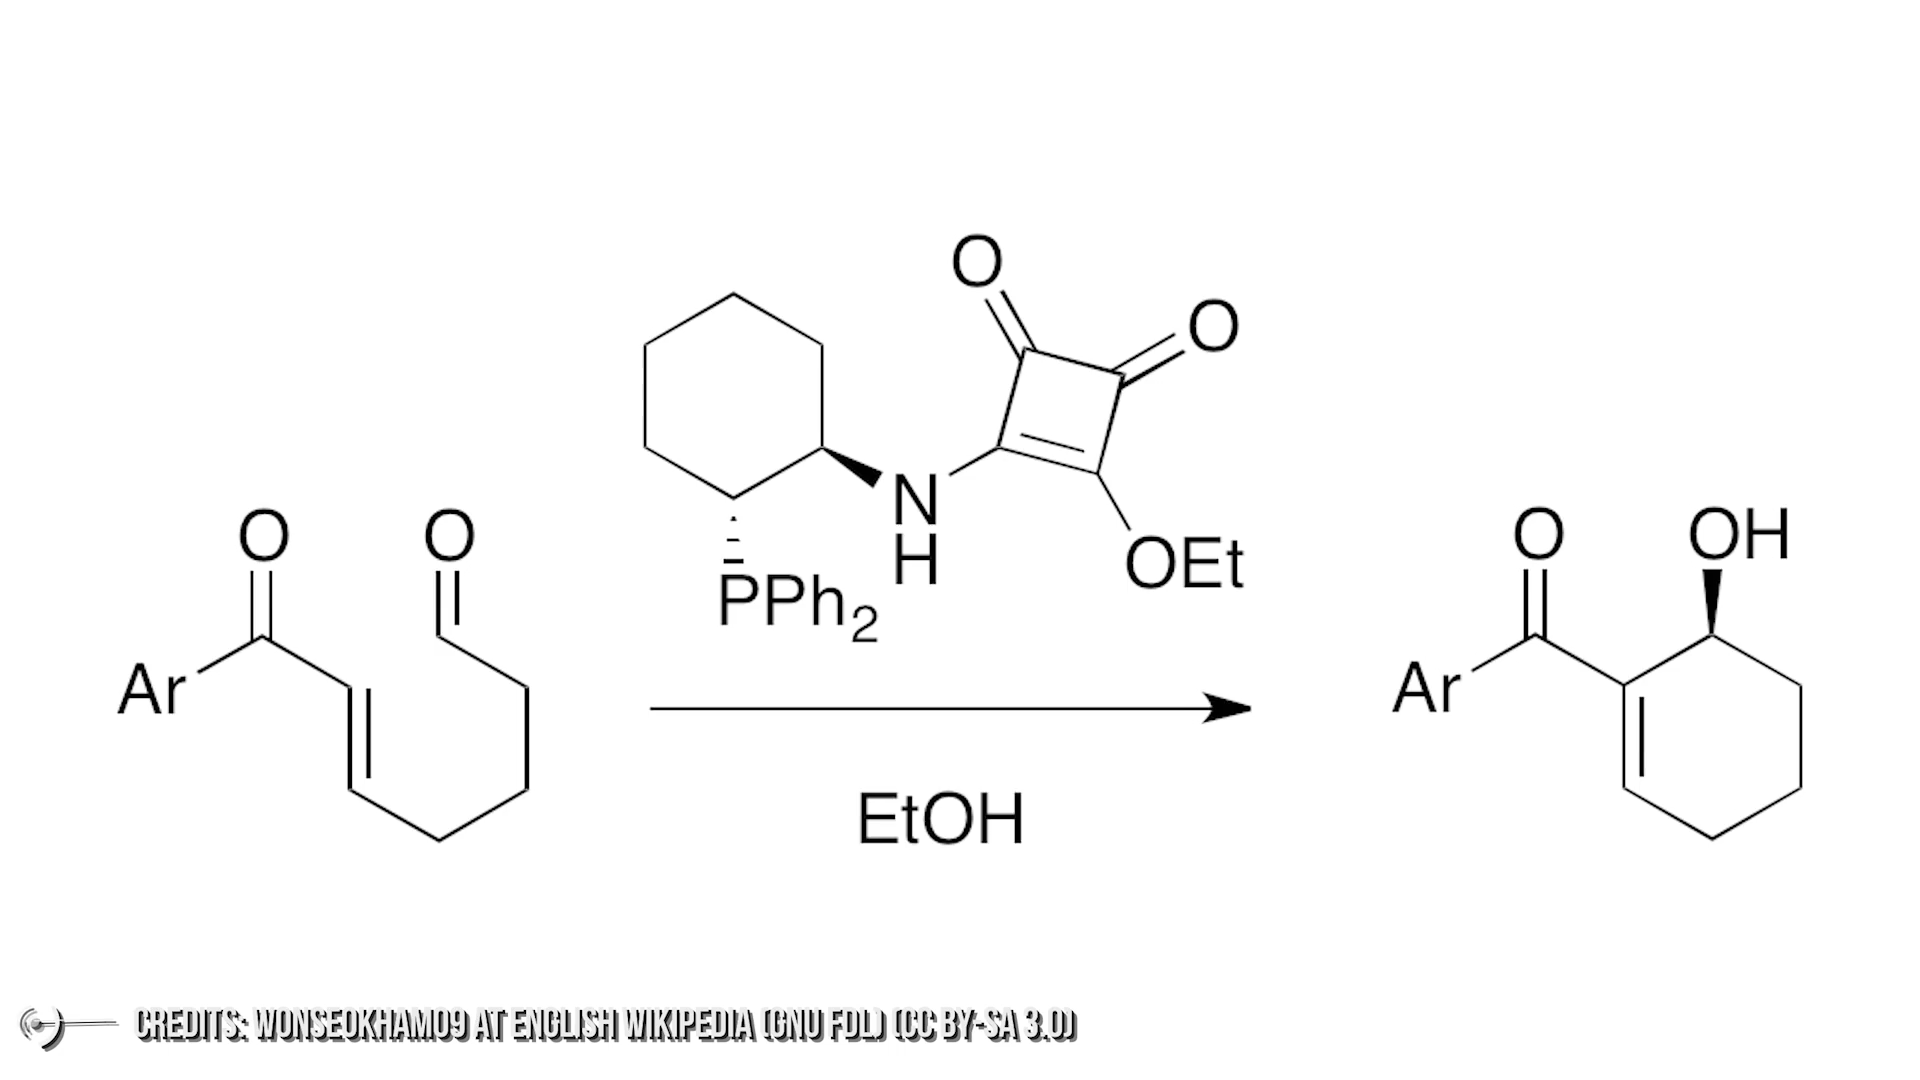 O
O
O
O
Ar
N
H
PPh2
OEt
EtOH
O
OH
Ar
CREDITS: WONSEOKHAM09 AT ENGLISH WIKIPEDIA (GNU FDL) (CC BY-SA 3.0)